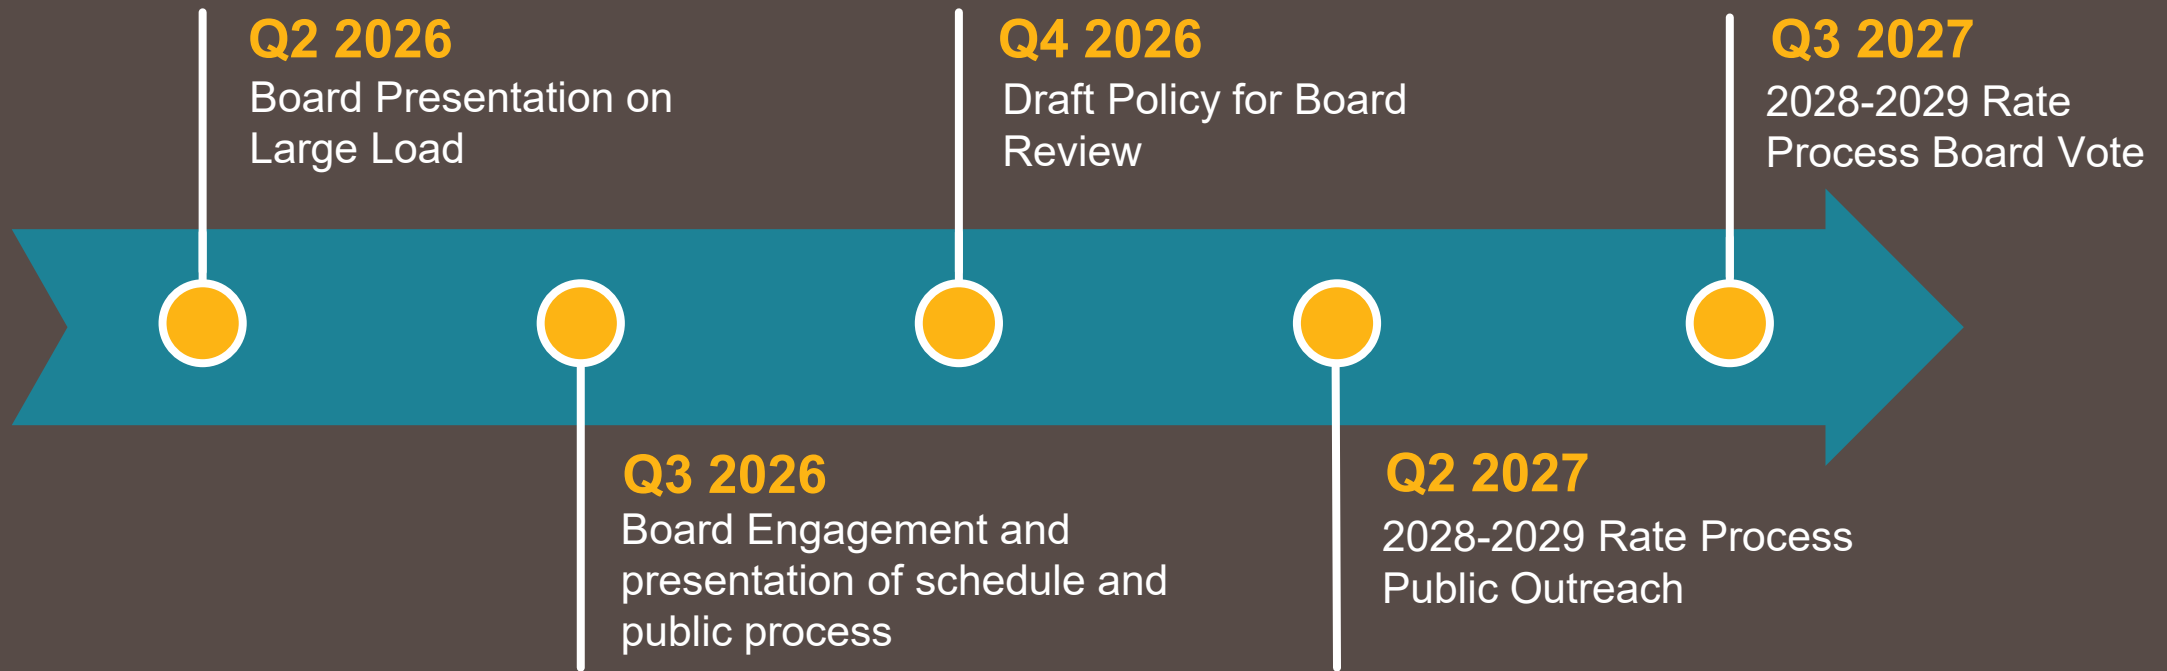 Q2 2026
Board Presentation on
Large Load
Q4 2026
Draft Policy for Board
Review
Q3 2027
2028-2029 Rate
Process Board Vote
Q3 2026
Board Engagement and
presentation of schedule and
public process
Q2 2027
2028-2029 Rate Process
Public Outreach